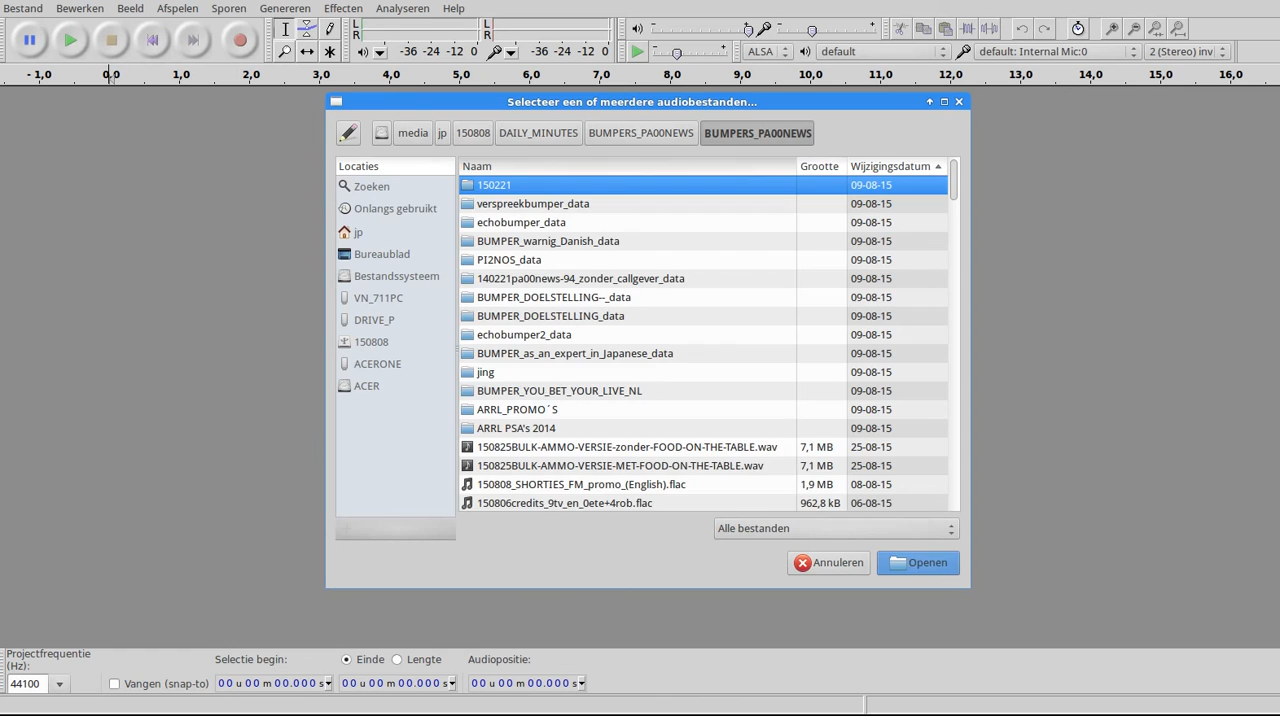 Bestand Bewerken Beeld Afspelen Sporen Genereren Effecten Analyseren Help
L L
R R
-36 -24 -12 0 -36 -24 -12 0 ALSA default default: Internal Mic:0 2 (Stereo) inv
- 1,0 0,0 1,0 2,0 3,0 4,0 5,0 6,0 7,0 8,0 9,0 10,0 11,0 12,0 13,0 14,0 15,0 16,0
Selecteer een of meerdere audiobestanden...
media jp 150808 DAILY_MINUTES BUMPERS_PA00NEWS BUMPERS_PA00NEWS
Locaties
Zoeken
Onlangs gebruikt
jp
Bureaublad
Bestandssysteem
VN_711PC
DRIVE_P
150808
ACERONE
ACER
Naam Grootte Wijzigingsdatum
150221 09-08-15
verspreekbumper_data 09-08-15
echobumper_data 09-08-15
BUMPER_warnig_Danish_data 09-08-15
PI2NOS_data 09-08-15
140221pa00news-94_zonder_callgever_data 09-08-15
BUMPER_DOELSTELLING--_data 09-08-15
BUMPER_DOELSTELLING_data 09-08-15
echobumper2_data 09-08-15
BUMPER_as_an_expert_in_Japanese_data 09-08-15
jing 09-08-15
BUMPER_YOU_BET_YOUR_LIVE_NL 09-08-15
ARRL_PROMO´S 09-08-15
ARRL PSA's 2014 09-08-15
150825BULK-AMMO-VERSIE-zonder-FOOD-ON-THE-TABLE.wav 7,1 MB 25-08-15
150825BULK-AMMO-VERSIE-MET-FOOD-ON-THE-TABLE.wav 7,1 MB 25-08-15
150808_SHORTIES_FM_promo_(English).flac 1,9 MB 08-08-15
150806credits_9tv_en_0ete+4rob.flac 962,8 kB 06-08-15
Alle bestanden
Annuleren Openen
Projectfrequentie
(Hz):
Selectie begin: Einde Lengte Audiopositie:
44100 Vangen (snap-to) 00 u 00 m 00.000 s 00 u 00 m 00.000 s 00 u 00 m 00.000 s